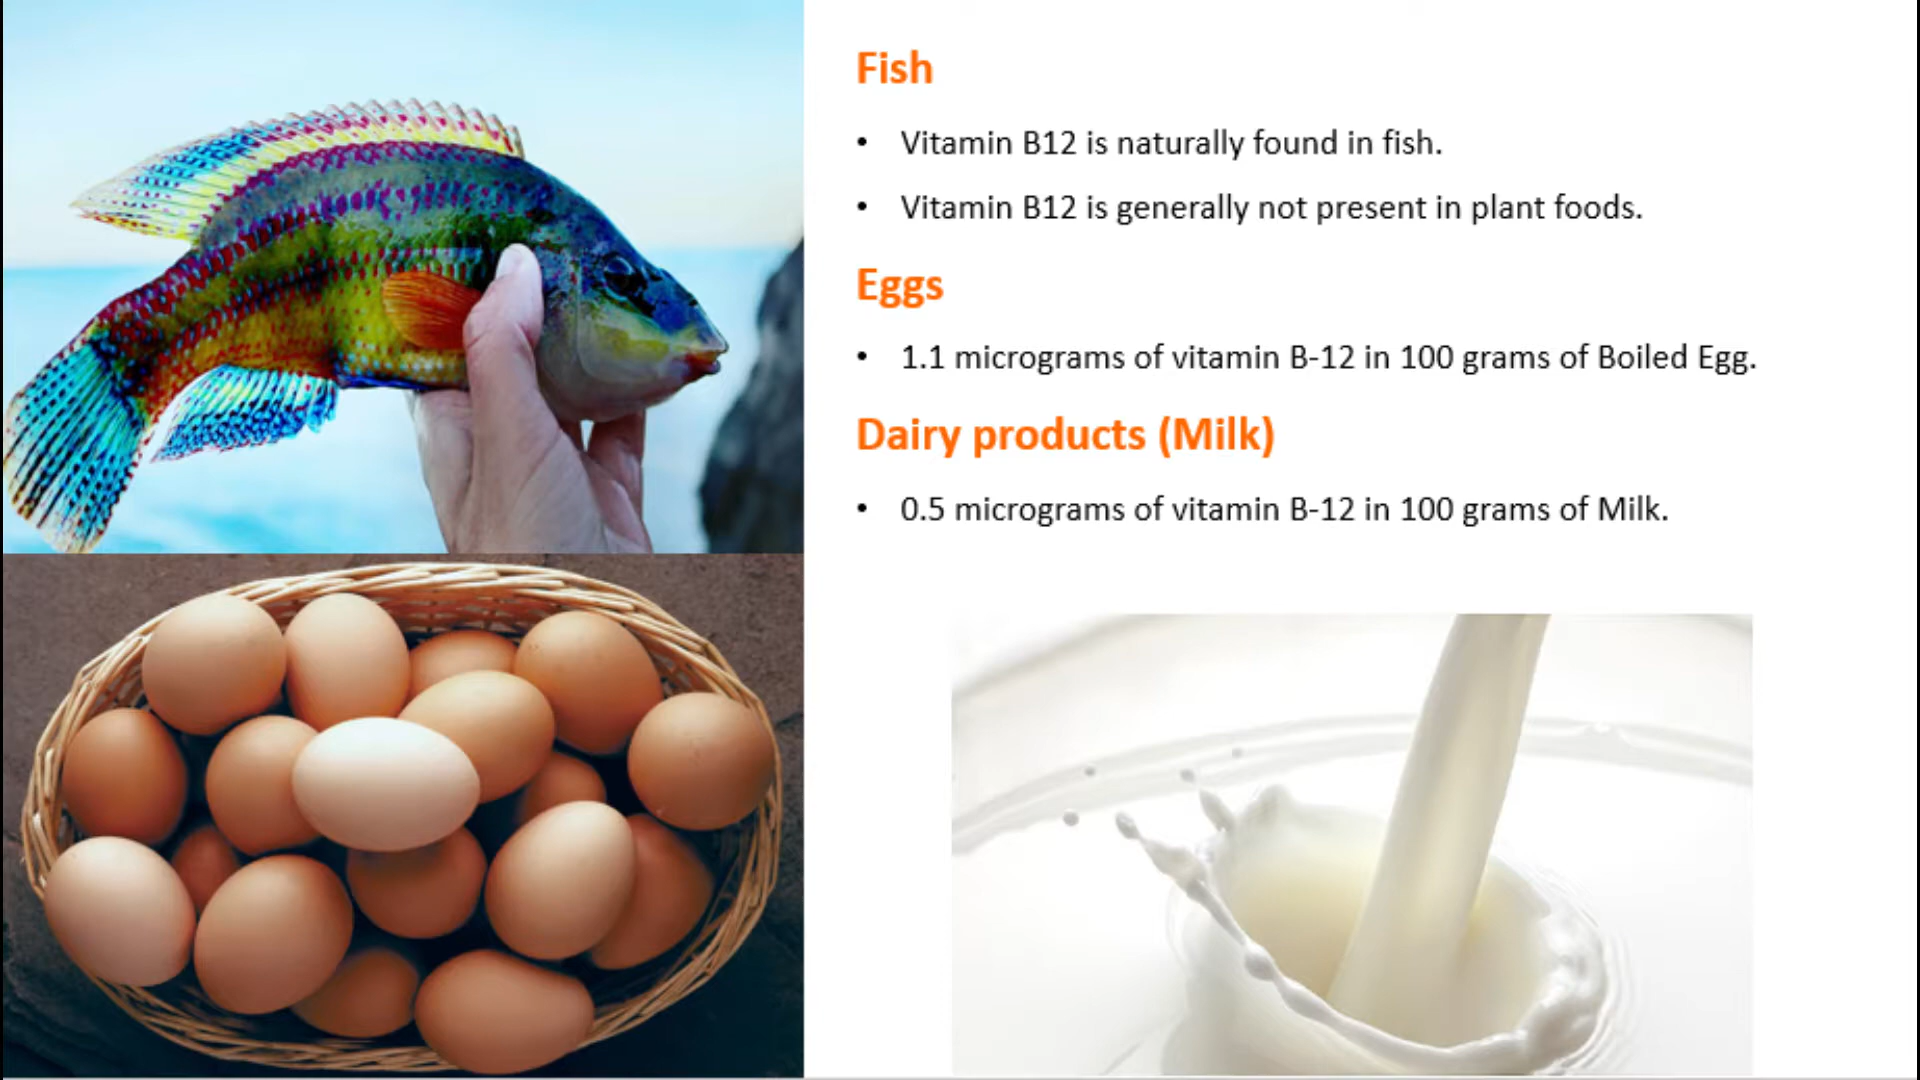 Fish
• Vitamin B12 is naturally found in fish.
• Vitamin B12 is generally not present in plant foods.
Eggs
• 1.1 micrograms of vitamin B-12 in 100 grams of Boiled Egg.
Dairy products (Milk)
• 0.5 micrograms of vitamin B-12 in 100 grams of Milk.